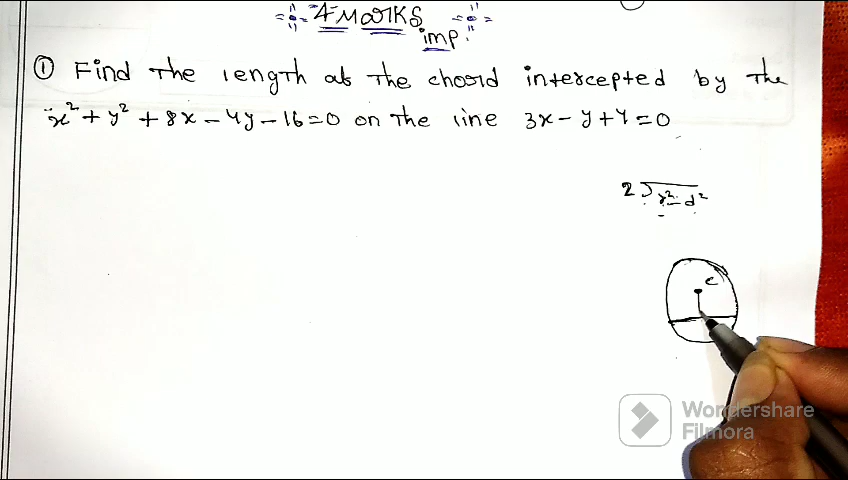 4 Marks
imp.
① Find the length of the chord intercepted by the
x² + y² + 8x - 4y - 16 = 0 on the line 3x - y + 4 = 0
2√r² - d²
c
Wondershare
Filmora